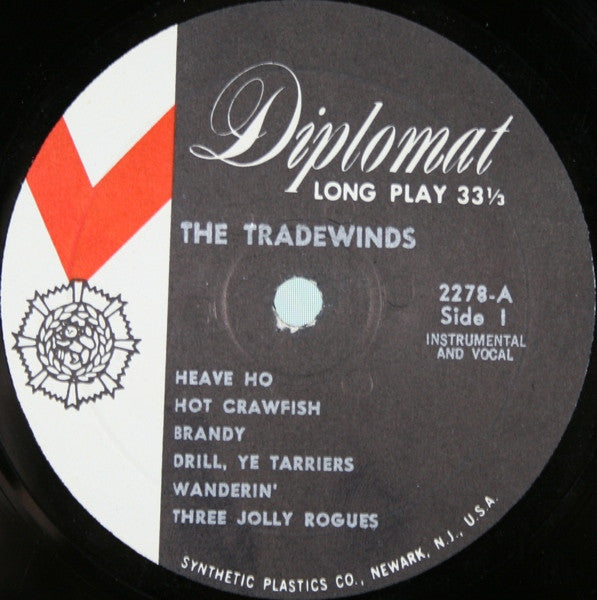 Diplomat
LONG PLAY 33⅓
THE TRADEWINDS
2278-A
Side 1
INSTRUMENTAL
AND VOCAL
HEAVE HO
HOT CRAWFISH
BRANDY
DRILL, YE TARRIERS
WANDERIN'
THREE JOLLY ROGUES
SYNTHETIC PLASTICS CO., NEWARK, N.J., U.S.A.